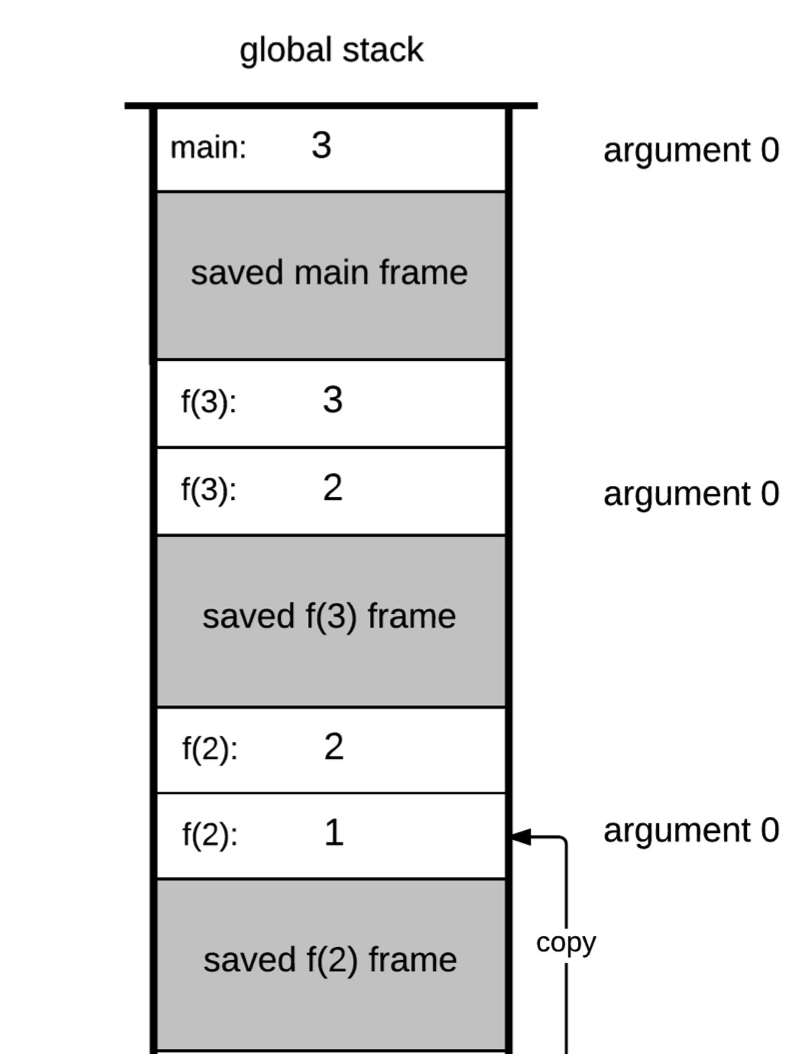 global stack
main: 3 argument 0
saved main frame
f(3): 3
f(3): 2 argument 0
saved f(3) frame
f(2): 2
f(2): 1 argument 0
copy
saved f(2) frame